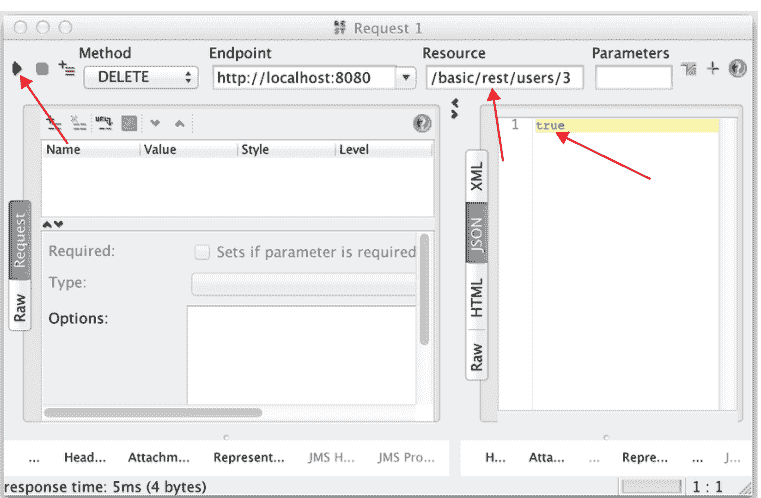 Request 1
Method Endpoint Resource Parameters
DELETE http://localhost:8080 /basic/rest/users/3
Name Value Style Level
1 true
Request
Raw
Required: Sets if parameter is required
Type:
Options:
XML
JSON
HTML
Raw
... Head... Attachm... Represent... JMS H... JMS Pro...
H... Atta... ... Repre... ... J...
response time: 5ms (4 bytes) 1 : 1